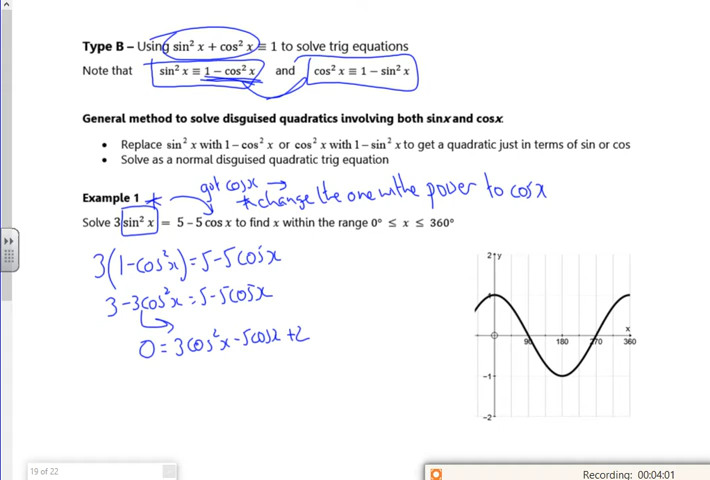 Type B – Using sin² x + cos² x ≡ 1 to solve trig equations
Note that sin² x ≡ 1 − cos² x and cos² x ≡ 1 − sin² x
General method to solve disguised quadratics involving both sinx and cosx.
• Replace sin² x with 1 − cos² x or cos² x with 1 − sin² x to get a quadratic just in terms of sin or cos
• Solve as a normal disguised quadratic trig equation
got cosx →
Example 1 * *change the one with the power to cosx
Solve 3 sin² x = 5 − 5 cos x to find x within the range 0° ≤ x ≤ 360°
3(1-cos²x)=5-5cosx
3-3cos²x=5-5cosx
0=3cos²x-5cosx+2
2 y
1
x
90 180 270 360
-1
-2
19 of 22
Recording: 00:04:01